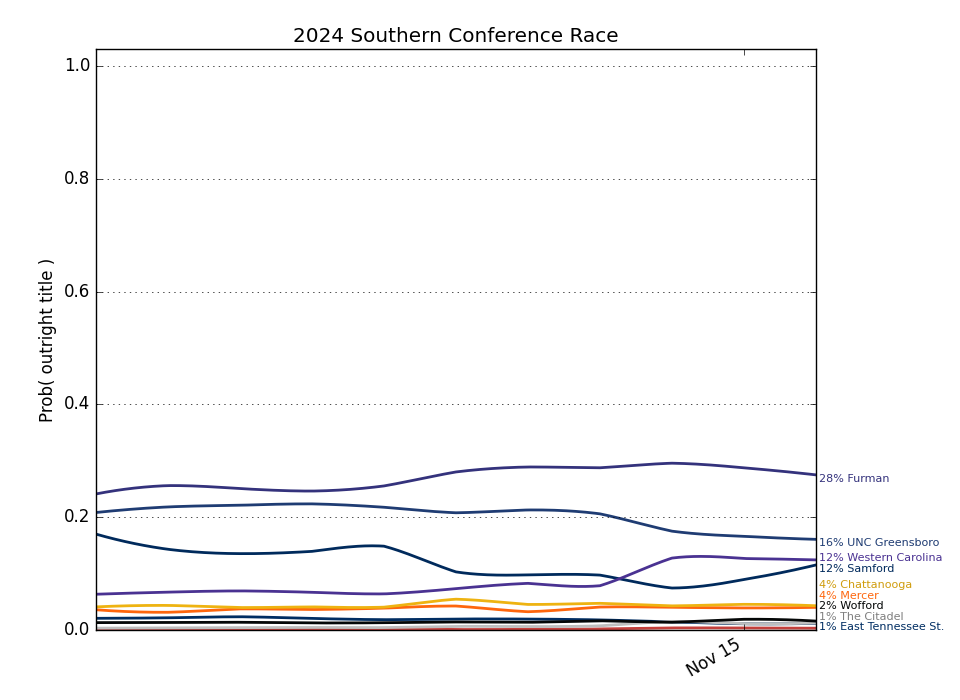 2024 Southern Conference Race
1.0
0.8
0.6
0.4
0.2
0.0
Prob( outright title )
28% Furman
16% UNC Greensboro
12% Western Carolina
12% Samford
4% Chattanooga
4% Mercer
2% Wofford
1% The Citadel
1% East Tennessee St.
Nov 15